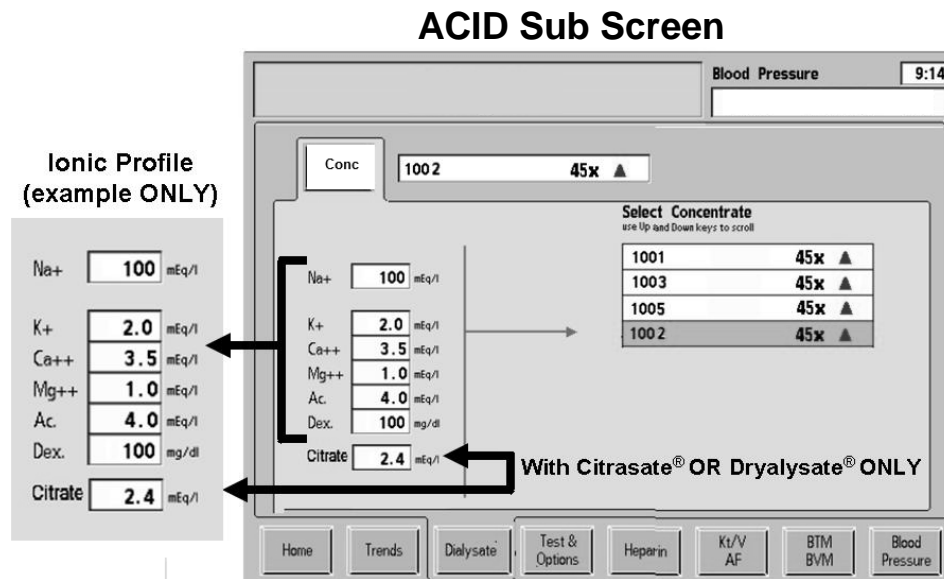 ACID Sub Screen
Blood Pressure 9:14
Conc
1002 45x
Ionic Profile
(example ONLY)
Na+ 100 mEq/l
K+ 2.0 mEq/l
Ca++ 3.5 mEq/l
Mg++ 1.0 mEq/l
Ac. 4.0 mEq/l
Dex. 100 mg/dl
Citrate 2.4 mEq/l
Na+ 100 mEq/l
K+ 2.0 mEq/l
Ca++ 3.5 mEq/l
Mg++ 1.0 mEq/l
Ac. 4.0 mEq/l
Dex. 100 mg/dl
Citrate 2.4 mEq/l
Select Concentrate
use Up and Down keys to scroll
1001 45x
1003 45x
1005 45x
1002 45x
With Citrasate® OR Dryalysate® ONLY
Home
Trends
Dialysate
Test &
Options
Heparin
Kt/V
AF
BTM
BVM
Blood
Pressure